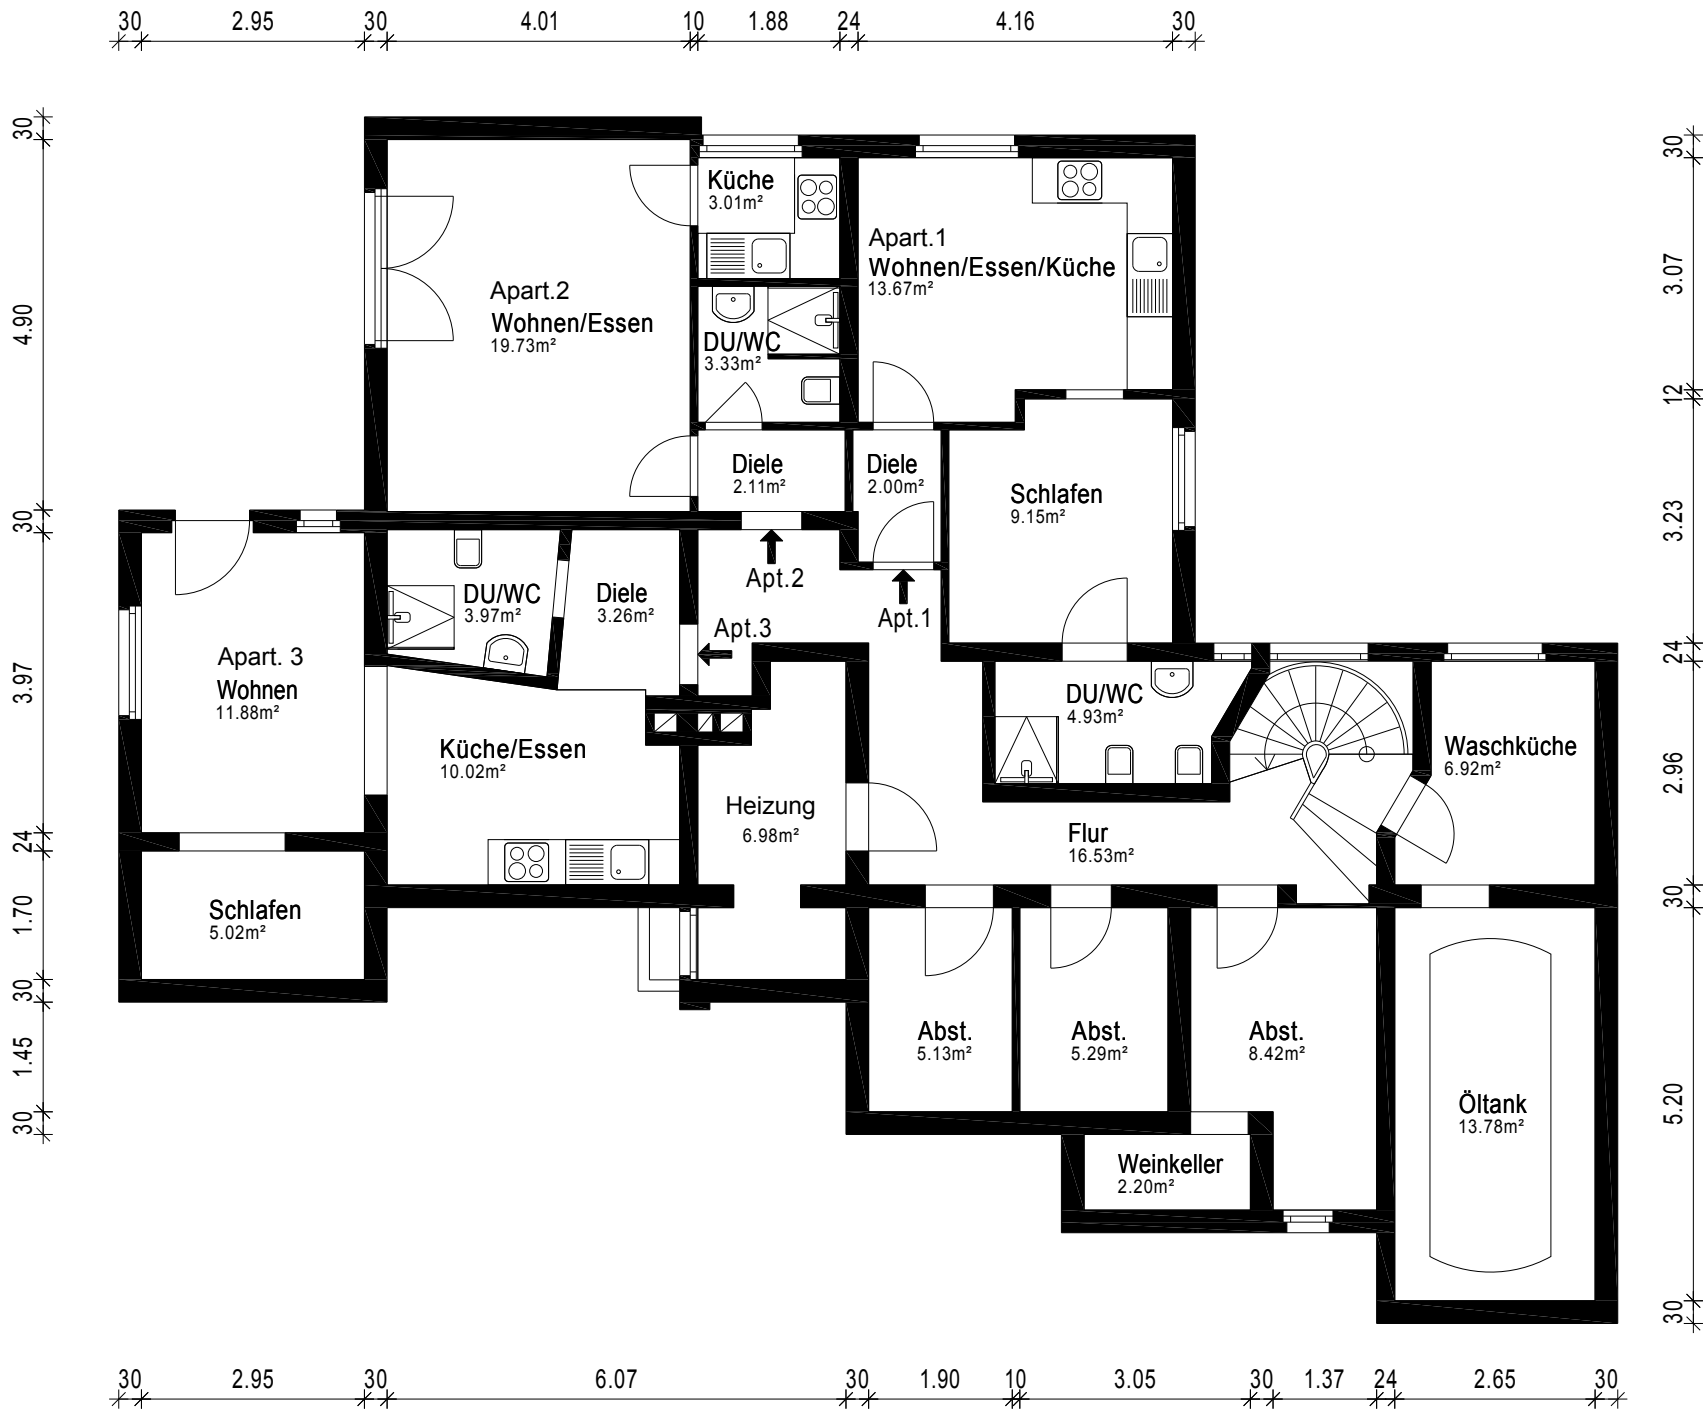 30 2.95 30 4.01 10 1.88 24 4.16 30
30
4.90
30
3.97
24
1.70
30
1.45
30
Küche
3.01m²
Apart.1
Wohnen/Essen/Küche
13.67m²
Apart.2
Wohnen/Essen
19.73m²
DU/WC
3.33m²
Diele
2.11m²
Diele
2.00m²
Schlafen
9.15m²
Apt.2
Apt.1
Apt.3
DU/WC
3.97m²
Diele
3.26m²
Apart. 3
Wohnen
11.88m²
Küche/Essen
10.02m²
DU/WC
4.93m²
Waschküche
6.92m²
Heizung
6.98m²
Flur
16.53m²
Schlafen
5.02m²
Abst.
5.13m²
Abst.
5.29m²
Abst.
8.42m²
Öltank
13.78m²
Weinkeller
2.20m²
30
3.07
12
3.23
24
2.96
30
5.20
30
30 2.95 30 6.07 30 1.90 10 3.05 30 1.37 24 2.65 30